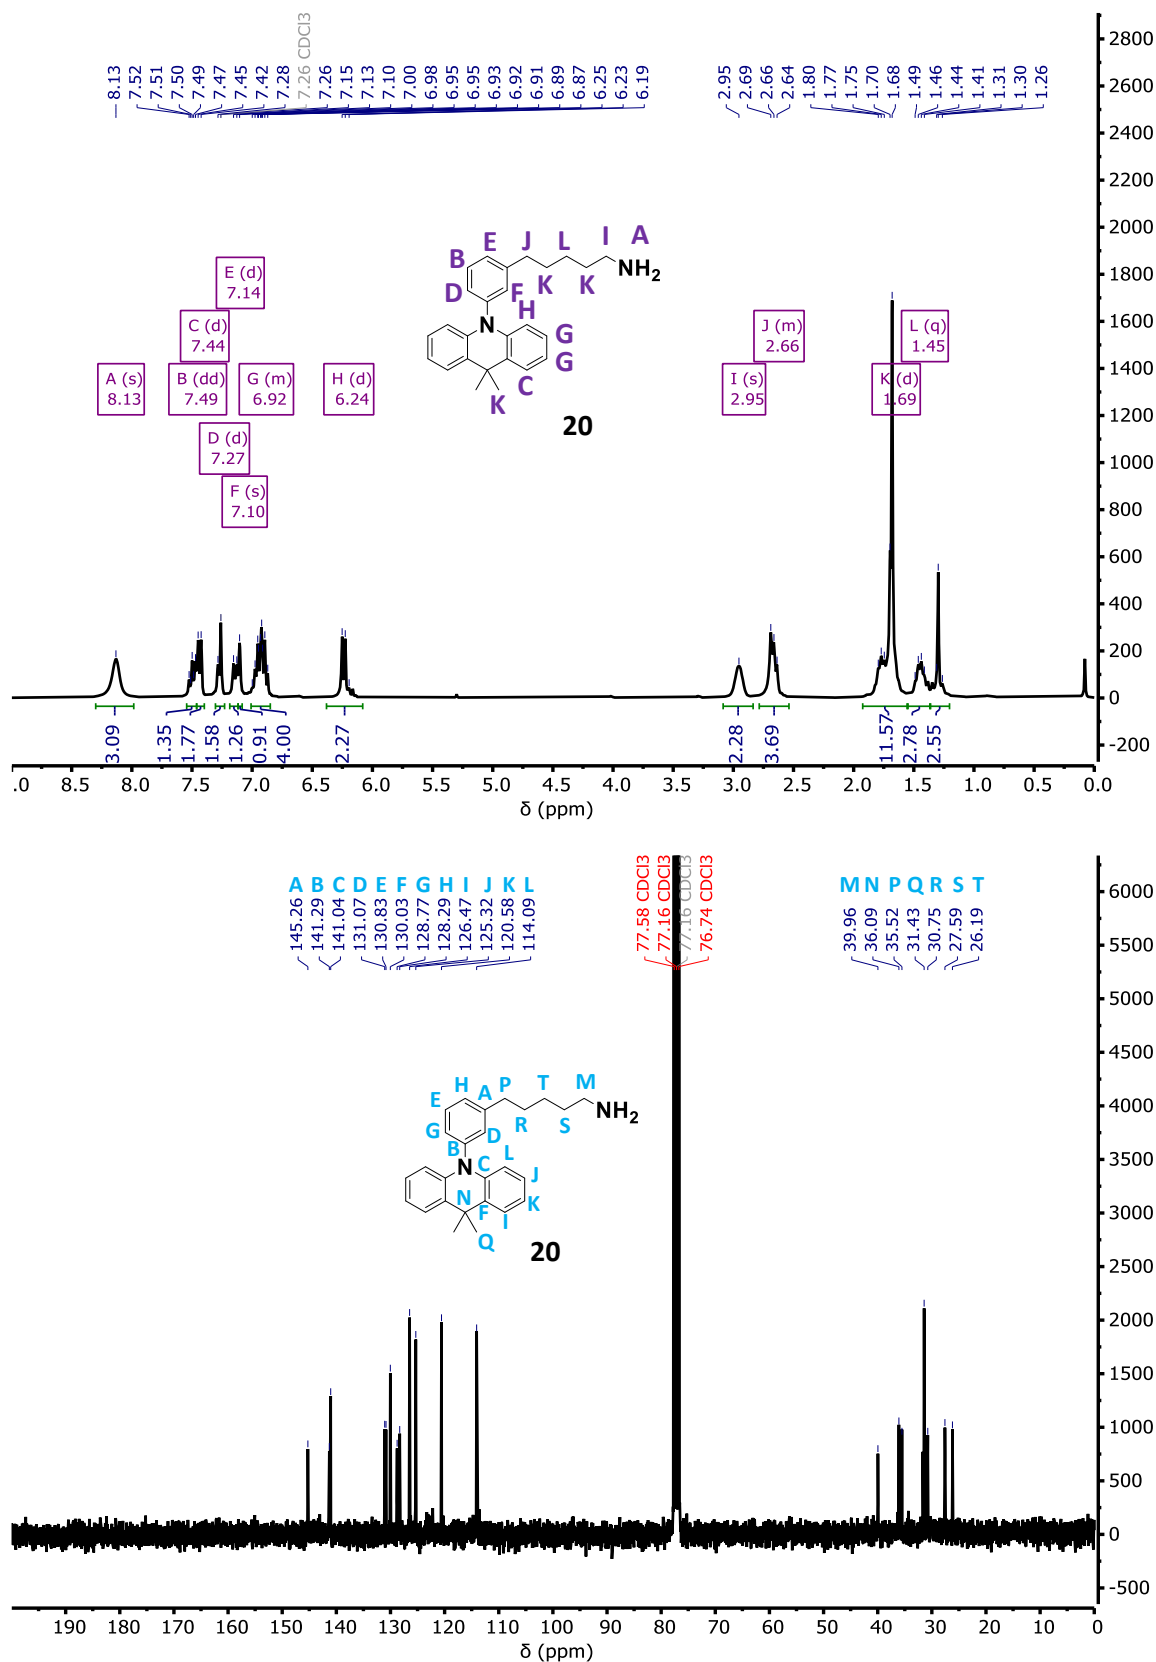 8.13 7.52 7.51 7.50 7.49 7.47 7.45 7.42 7.28 7.26 CDCl3 7.26 7.15 7.13 7.10 7.00 6.98 6.95 6.95 6.93 6.92 6.91 6.89 6.87 6.25 6.23 6.19 2.95 2.69 2.66 2.64 1.80 1.77 1.75 1.70 1.68 1.49 1.46 1.44 1.41 1.31 1.30 1.26
2800
2600
2400
2200
2000
1800
1600
1400
1200
1000
800
600
400
200
0
-200
E J L I A
B K K NH2
D F
H
N
G
G
C
K
20
E (d)
7.14
C (d)
7.44
A (s)
8.13
B (dd)
7.49
G (m)
6.92
H (d)
6.24
D (d)
7.27
F (s)
7.10
J (m)
2.66
L (q)
1.45
I (s)
2.95
K (d)
1.69
3.09 1.35 1.77 1.58 1.26 0.91 4.00 2.27 2.28 3.69 11.57 2.78 2.55
.0 8.5 8.0 7.5 7.0 6.5 6.0 5.5 5.0 4.5 4.0 3.5 3.0 2.5 2.0 1.5 1.0 0.5 0.0
δ (ppm)
A B C D E F G H I J K L
145.26 141.29 141.04 131.07 130.83 130.03 128.77 128.29 126.47 125.32 120.58 114.09
77.58 CDCl3 77.16 CDCl3 77.16 CDCl3 76.74 CDCl3
M N P Q R S T
39.96 36.09 35.52 31.43 30.75 27.59 26.19
6000
5500
5000
4500
4000
3500
3000
2500
2000
1500
1000
500
0
-500
H A P T M
E R S NH2
G D
B L
N C J
N K
F I
Q
20
190 180 170 160 150 140 130 120 110 100 90 80 70 60 50 40 30 20 10 0
δ (ppm)